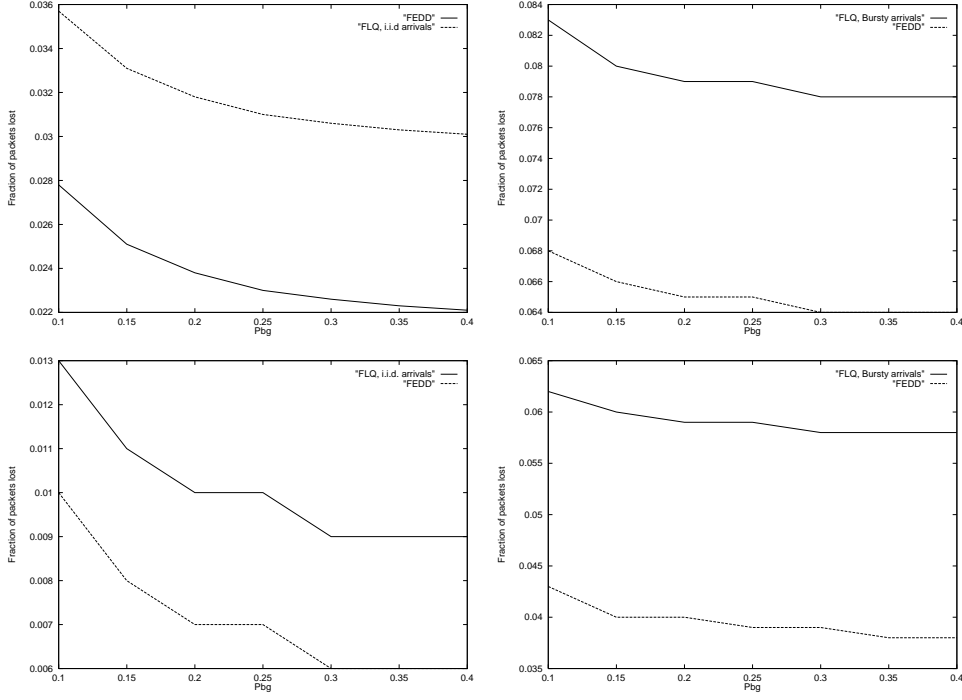 0.036
0.034
0.032
0.03
0.028
0.026
0.024
0.022
0.1 0.15 0.2 0.25 0.3 0.35 0.4
Fraction of packets lost
Pbg
"FEDD"
"FLQ, i.i.d arrivals"
0.084
0.082
0.08
0.078
0.076
0.074
0.072
0.07
0.068
0.066
0.064
0.1 0.15 0.2 0.25 0.3 0.35 0.4
Fraction of packets lost
Pbg
"FLQ, Bursty arrivals"
"FEDD"
0.013
0.012
0.011
0.01
0.009
0.008
0.007
0.006
0.1 0.15 0.2 0.25 0.3 0.35 0.4
Fraction of packets lost
Pbg
"FLQ, i.i.d. arrivals"
"FEDD"
0.065
0.06
0.055
0.05
0.045
0.04
0.035
0.1 0.15 0.2 0.25 0.3 0.35 0.4
Fraction of packets lost
Pbg
"FLQ, Bursty arrivals"
"FEDD"